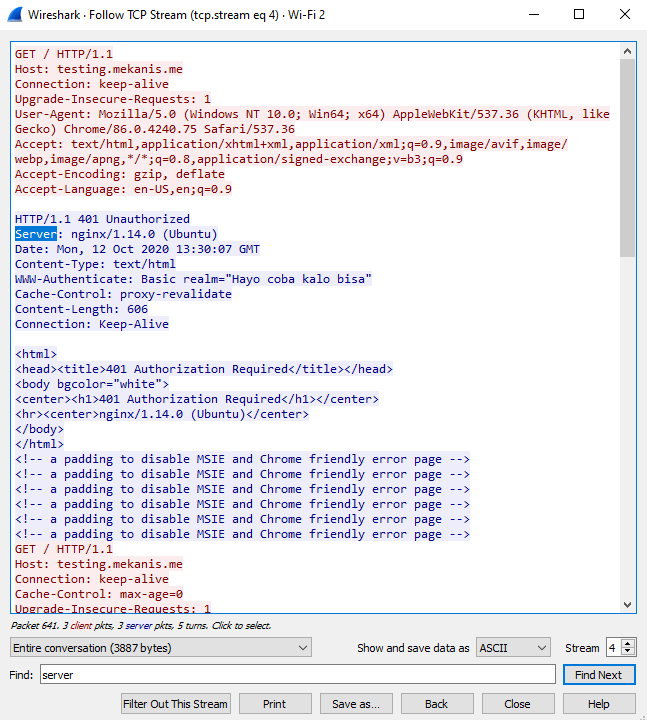 Wireshark · Follow TCP Stream (tcp.stream eq 4) · Wi-Fi 2
GET / HTTP/1.1
Host: testing.mekanis.me
Connection: keep-alive
Upgrade-Insecure-Requests: 1
User-Agent: Mozilla/5.0 (Windows NT 10.0; Win64; x64) AppleWebKit/537.36 (KHTML, like
Gecko) Chrome/86.0.4240.75 Safari/537.36
Accept: text/html,application/xhtml+xml,application/xml;q=0.9,image/avif,image/
webp,image/apng,*/*;q=0.8,application/signed-exchange;v=b3;q=0.9
Accept-Encoding: gzip, deflate
Accept-Language: en-US,en;q=0.9
HTTP/1.1 401 Unauthorized
Server: nginx/1.14.0 (Ubuntu)
Date: Mon, 12 Oct 2020 13:30:07 GMT
Content-Type: text/html
WWW-Authenticate: Basic realm="Hayo coba kalo bisa"
Cache-Control: proxy-revalidate
Content-Length: 606
Connection: Keep-Alive
<html>
<head><title>401 Authorization Required</title></head>
<body bgcolor="white">
<center><h1>401 Authorization Required</h1></center>
<hr><center>nginx/1.14.0 (Ubuntu)</center>
</body>
</html>
<!-- a padding to disable MSIE and Chrome friendly error page -->
<!-- a padding to disable MSIE and Chrome friendly error page -->
<!-- a padding to disable MSIE and Chrome friendly error page -->
<!-- a padding to disable MSIE and Chrome friendly error page -->
<!-- a padding to disable MSIE and Chrome friendly error page -->
<!-- a padding to disable MSIE and Chrome friendly error page -->
GET / HTTP/1.1
Host: testing.mekanis.me
Connection: keep-alive
Cache-Control: max-age=0
Upgrade-Insecure-Requests: 1
Packet 641. 3 client pkts, 3 server pkts, 5 turns. Click to select.
Entire conversation (3887 bytes) Show and save data as ASCII Stream 4
Find: server Find Next
Filter Out This Stream Print Save as... Back Close Help